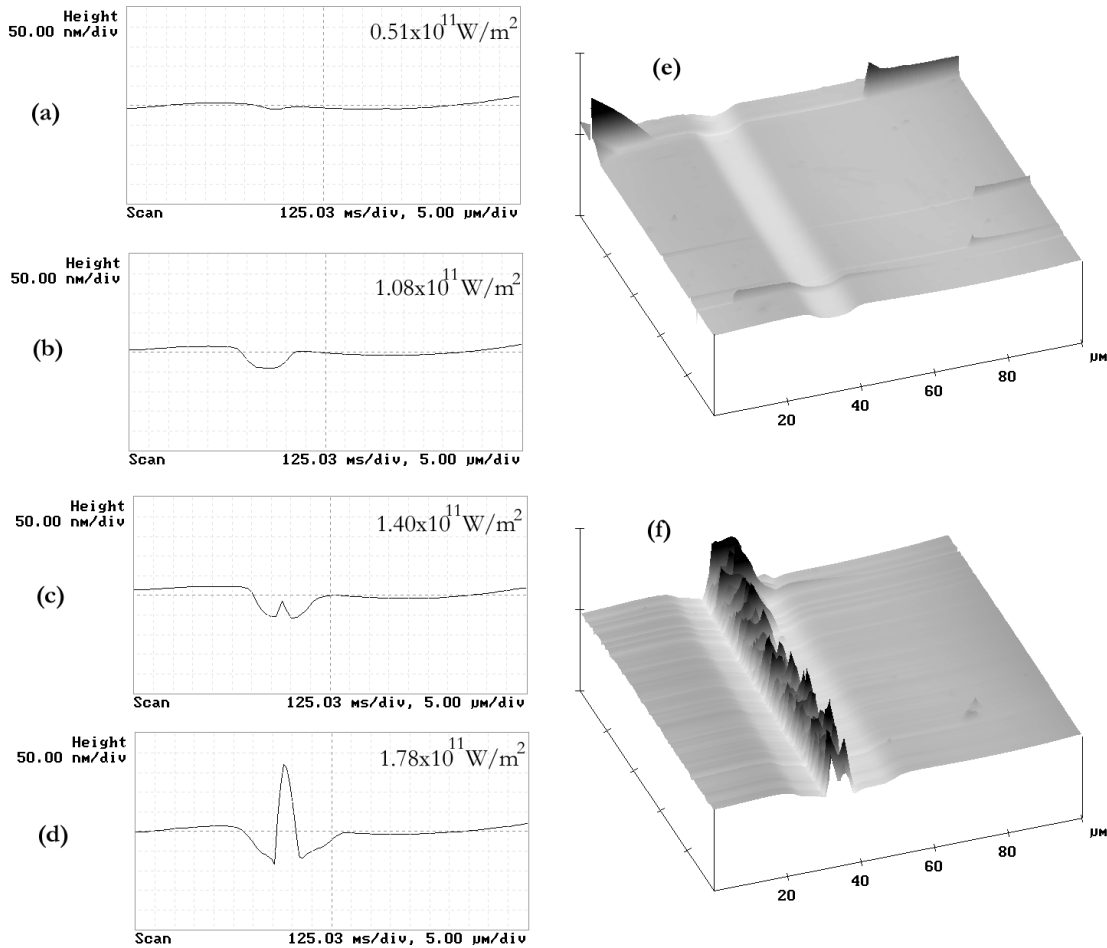 Height
50.00 nm/div
0.51x10^11 W/m^2
(a)
Scan 125.03 ms/div, 5.00 µm/div
Height
50.00 nm/div
1.08x10^11 W/m^2
(b)
Scan 125.03 ms/div, 5.00 µm/div
Height
50.00 nm/div
1.40x10^11 W/m^2
(c)
Scan 125.03 ms/div, 5.00 µm/div
Height
50.00 nm/div
1.78x10^11 W/m^2
(d)
Scan 125.03 ms/div, 5.00 µm/div
(e)
20 40 60 80 µm
(f)
20 40 60 80 µm